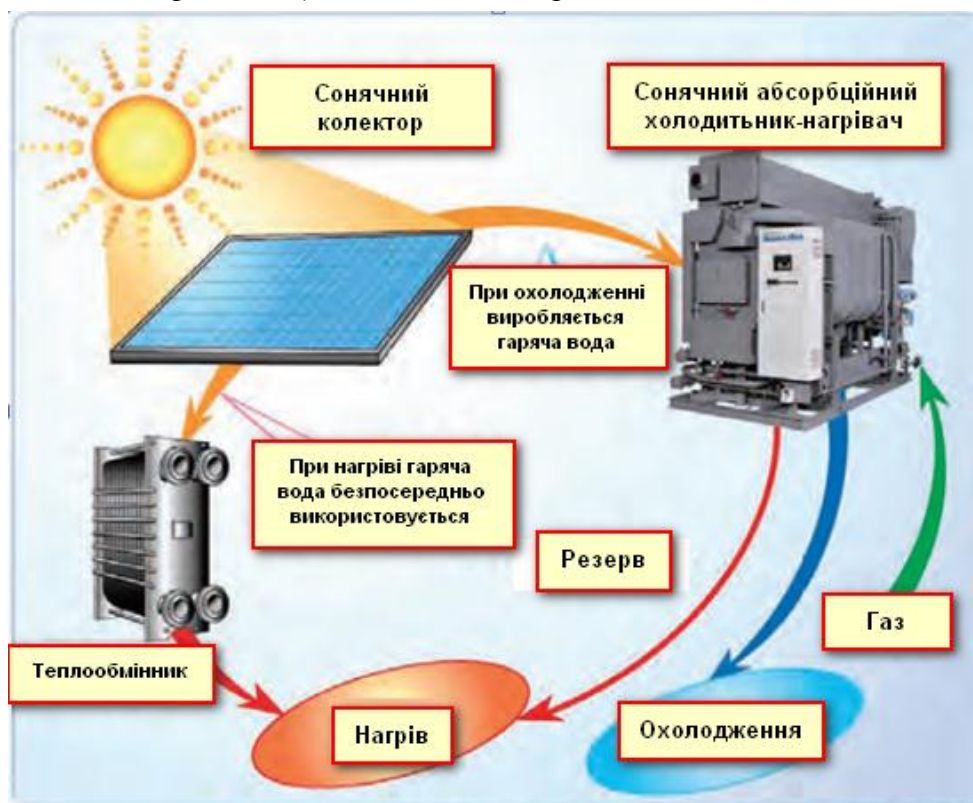 Сонячний
колектор
Сонячний абсорбційний
холодитьник-нагрівач
При охолодженні
виробляється
гаряча вода
При нагріві гаряча
вода безпосередньо
використовується
Резерв
Газ
Теплообмінник
Нагрів
Охолодження